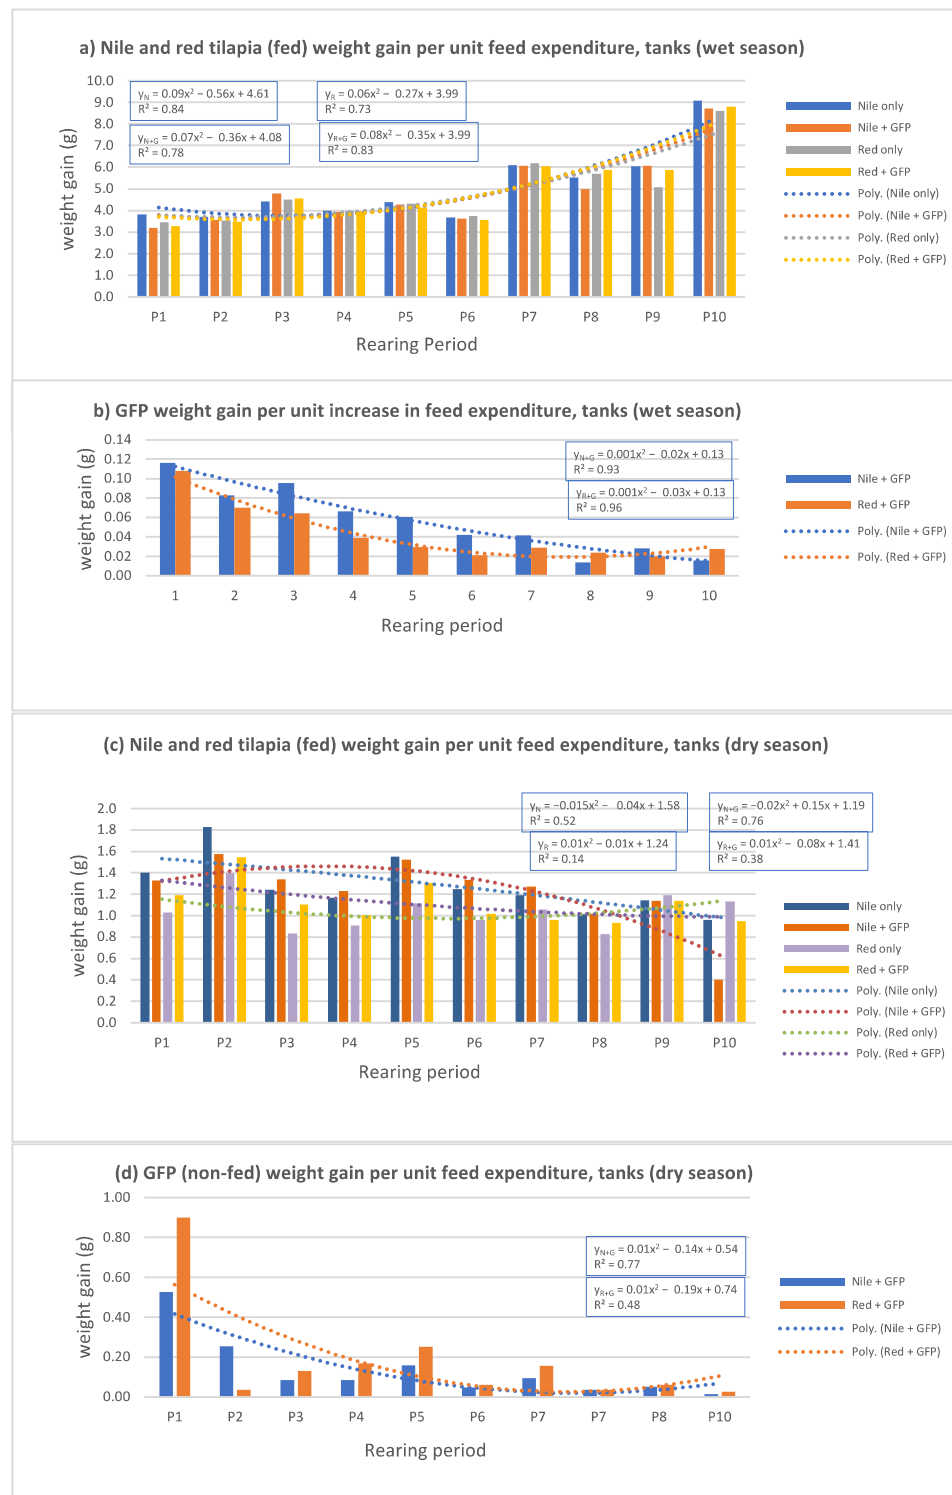 a) Nile and red tilapia (fed) weight gain per unit feed expenditure, tanks (wet season)
10.0
9.0
8.0
7.0
6.0
5.0
4.0
3.0
2.0
1.0
0.0
weight gain (g)
yN = 0.09x² − 0.56x + 4.61
R² = 0.84
yR = 0.06x² − 0.27x + 3.99
R² = 0.73
yN+G = 0.07x² − 0.36x + 4.08
R² = 0.78
yR+G = 0.08x² − 0.35x + 3.99
R² = 0.83
P1 P2 P3 P4 P5 P6 P7 P8 P9 P10
Rearing Period
Nile only
Nile + GFP
Red only
Red + GFP
Poly. (Nile only)
Poly. (Nile + GFP)
Poly. (Red only)
Poly. (Red + GFP)
b) GFP weight gain per unit increase in feed expenditure, tanks (wet season)
0.14
0.12
0.10
0.08
0.06
0.04
0.02
0.00
weight gain (g)
yN+G = 0.001x² − 0.02x + 0.13
R² = 0.93
yR+G = 0.001x² − 0.03x + 0.13
R² = 0.96
1 2 3 4 5 6 7 8 9 10
Rearing period
Nile + GFP
Red + GFP
Poly. (Nile + GFP)
Poly. (Red + GFP)
(c) Nile and red tilapia (fed) weight gain per unit feed expenditure, tanks (dry season)
2.0
1.8
1.6
1.4
1.2
1.0
0.8
0.6
0.4
0.2
0.0
weight gain (g)
yN = −0.015x² − 0.04x + 1.58
R² = 0.52
yN+G = −0.02x² + 0.15x + 1.19
R² = 0.76
yR = 0.01x² − 0.01x + 1.24
R² = 0.14
yR+G = 0.01x² − 0.08x + 1.41
R² = 0.38
P1 P2 P3 P4 P5 P6 P7 P8 P9 P10
Rearing period
Nile only
Nile + GFP
Red only
Red + GFP
Poly. (Nile only)
Poly. (Nile + GFP)
Poly. (Red only)
Poly. (Red + GFP)
(d) GFP (non-fed) weight gain per unit feed expenditure, tanks (dry season)
1.00
0.80
0.60
0.40
0.20
0.00
weight gain (g)
yN+G = 0.01x² − 0.14x + 0.54
R² = 0.77
yR+G = 0.01x² − 0.19x + 0.74
R² = 0.48
P1 P2 P3 P4 P5 P6 P7 P7 P8 P10
Rearing period
Nile + GFP
Red + GFP
Poly. (Nile + GFP)
Poly. (Red + GFP)